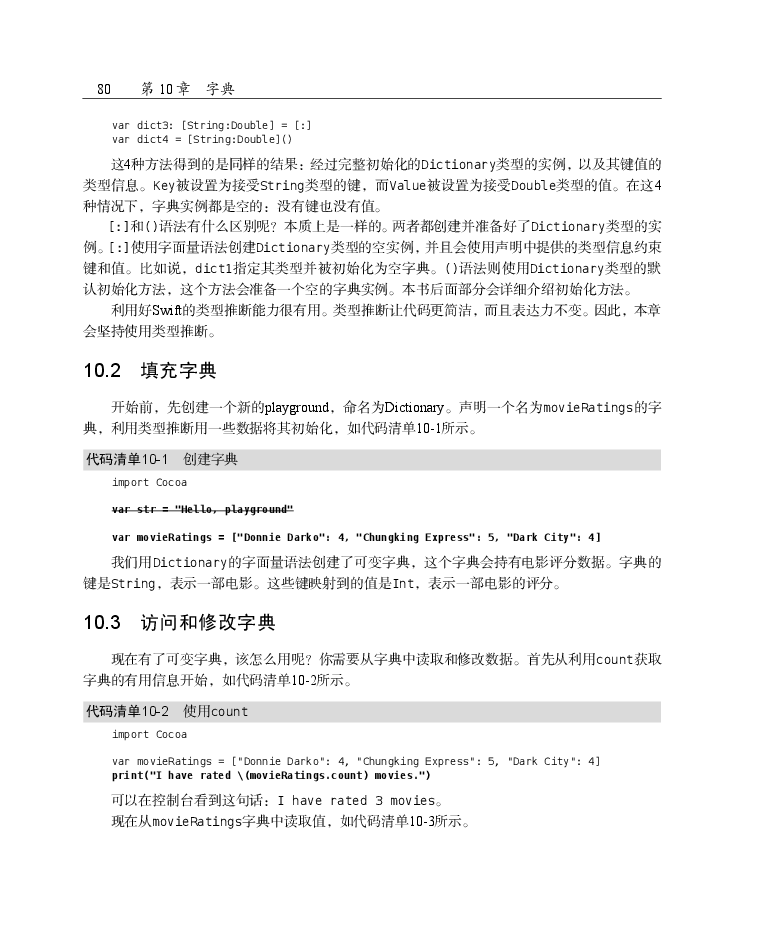 80 第 10 章 字典
var dict3: [String:Double] = [:]
var dict4 = [String:Double]()
这4种方法得到的是同样的结果：经过完整初始化的Dictionary类型的实例，以及其键值的
类型信息。Key被设置为接受String类型的键，而Value被设置为接受Double类型的值。在这4
种情况下，字典实例都是空的：没有键也没有值。
[:]和()语法有什么区别呢？本质上是一样的。两者都创建并准备好了Dictionary类型的实
例。[:]使用字面量语法创建Dictionary类型的空实例，并且会使用声明中提供的类型信息约束
键和值。比如说，dict1指定其类型并被初始化为空字典。()语法则使用Dictionary类型的默
认初始化方法，这个方法会准备一个空的字典实例。本书后面部分会详细介绍初始化方法。
利用好Swift的类型推断能力很有用。类型推断让代码更简洁，而且表达力不变。因此，本章
会坚持使用类型推断。
10.2 填充字典
开始前，先创建一个新的playground，命名为Dictionary。声明一个名为movieRatings的字
典，利用类型推断用一些数据将其初始化，如代码清单10-1所示。
代码清单10-1 创建字典
import Cocoa
var str = "Hello, playground"
var movieRatings = ["Donnie Darko": 4, "Chungking Express": 5, "Dark City": 4]
我们用Dictionary的字面量语法创建了可变字典，这个字典会持有电影评分数据。字典的
键是String，表示一部电影。这些键映射到的值是Int，表示一部电影的评分。
10.3 访问和修改字典
现在有了可变字典，该怎么用呢？你需要从字典中读取和修改数据。首先从利用count获取
字典的有用信息开始，如代码清单10-2所示。
代码清单10-2 使用count
import Cocoa
var movieRatings = ["Donnie Darko": 4, "Chungking Express": 5, "Dark City": 4]
print("I have rated \(movieRatings.count) movies.")
可以在控制台看到这句话：I have rated 3 movies。
现在从movieRatings字典中读取值，如代码清单10-3所示。